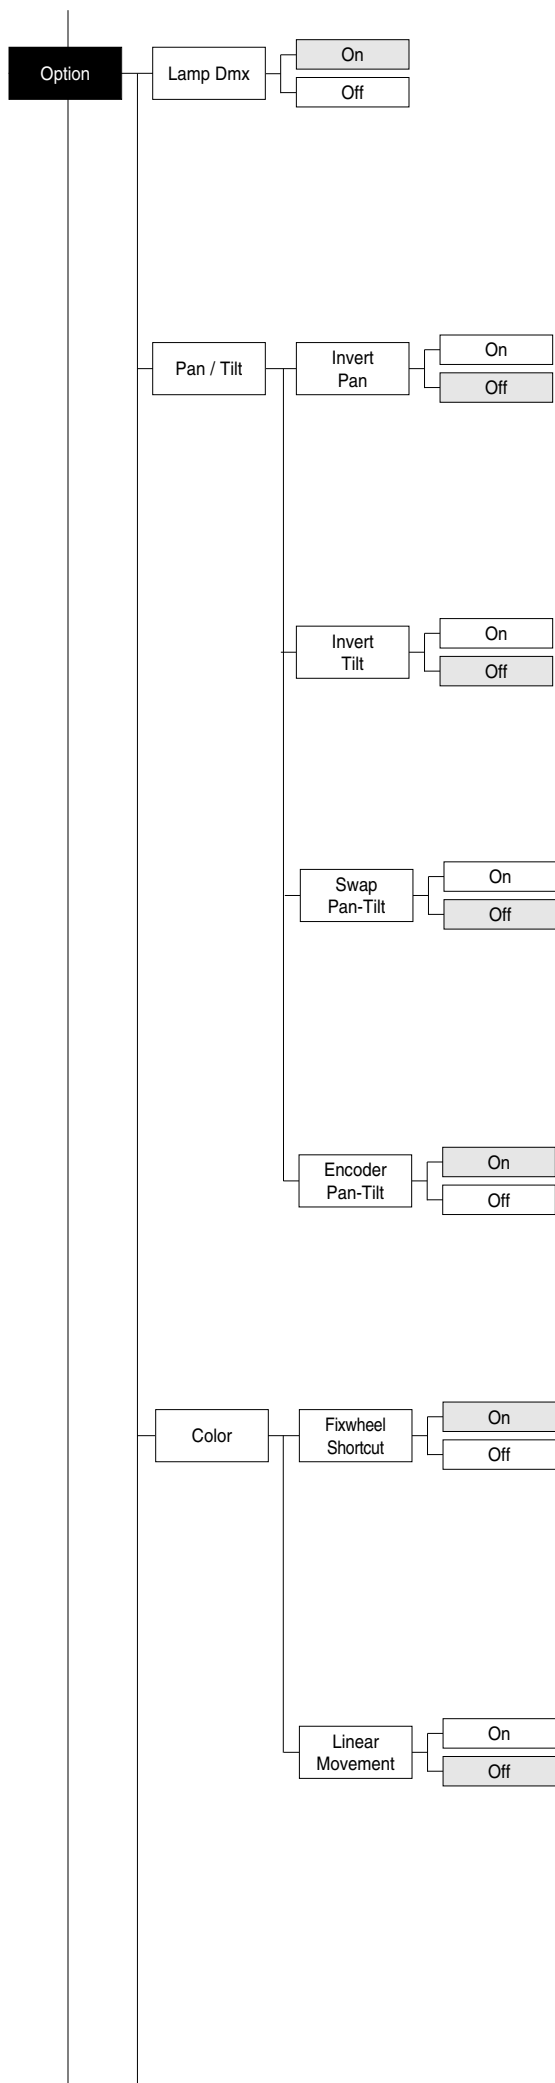 Option
Lamp Dmx
On
Off
Pan / Tilt
Invert
Pan
On
Off
Invert
Tilt
On
Off
Swap
Pan-Tilt
On
Off
Encoder
Pan-Tilt
On
Off
Color
Fixwheel
Shortcut
On
Off
Linear
Movement
On
Off